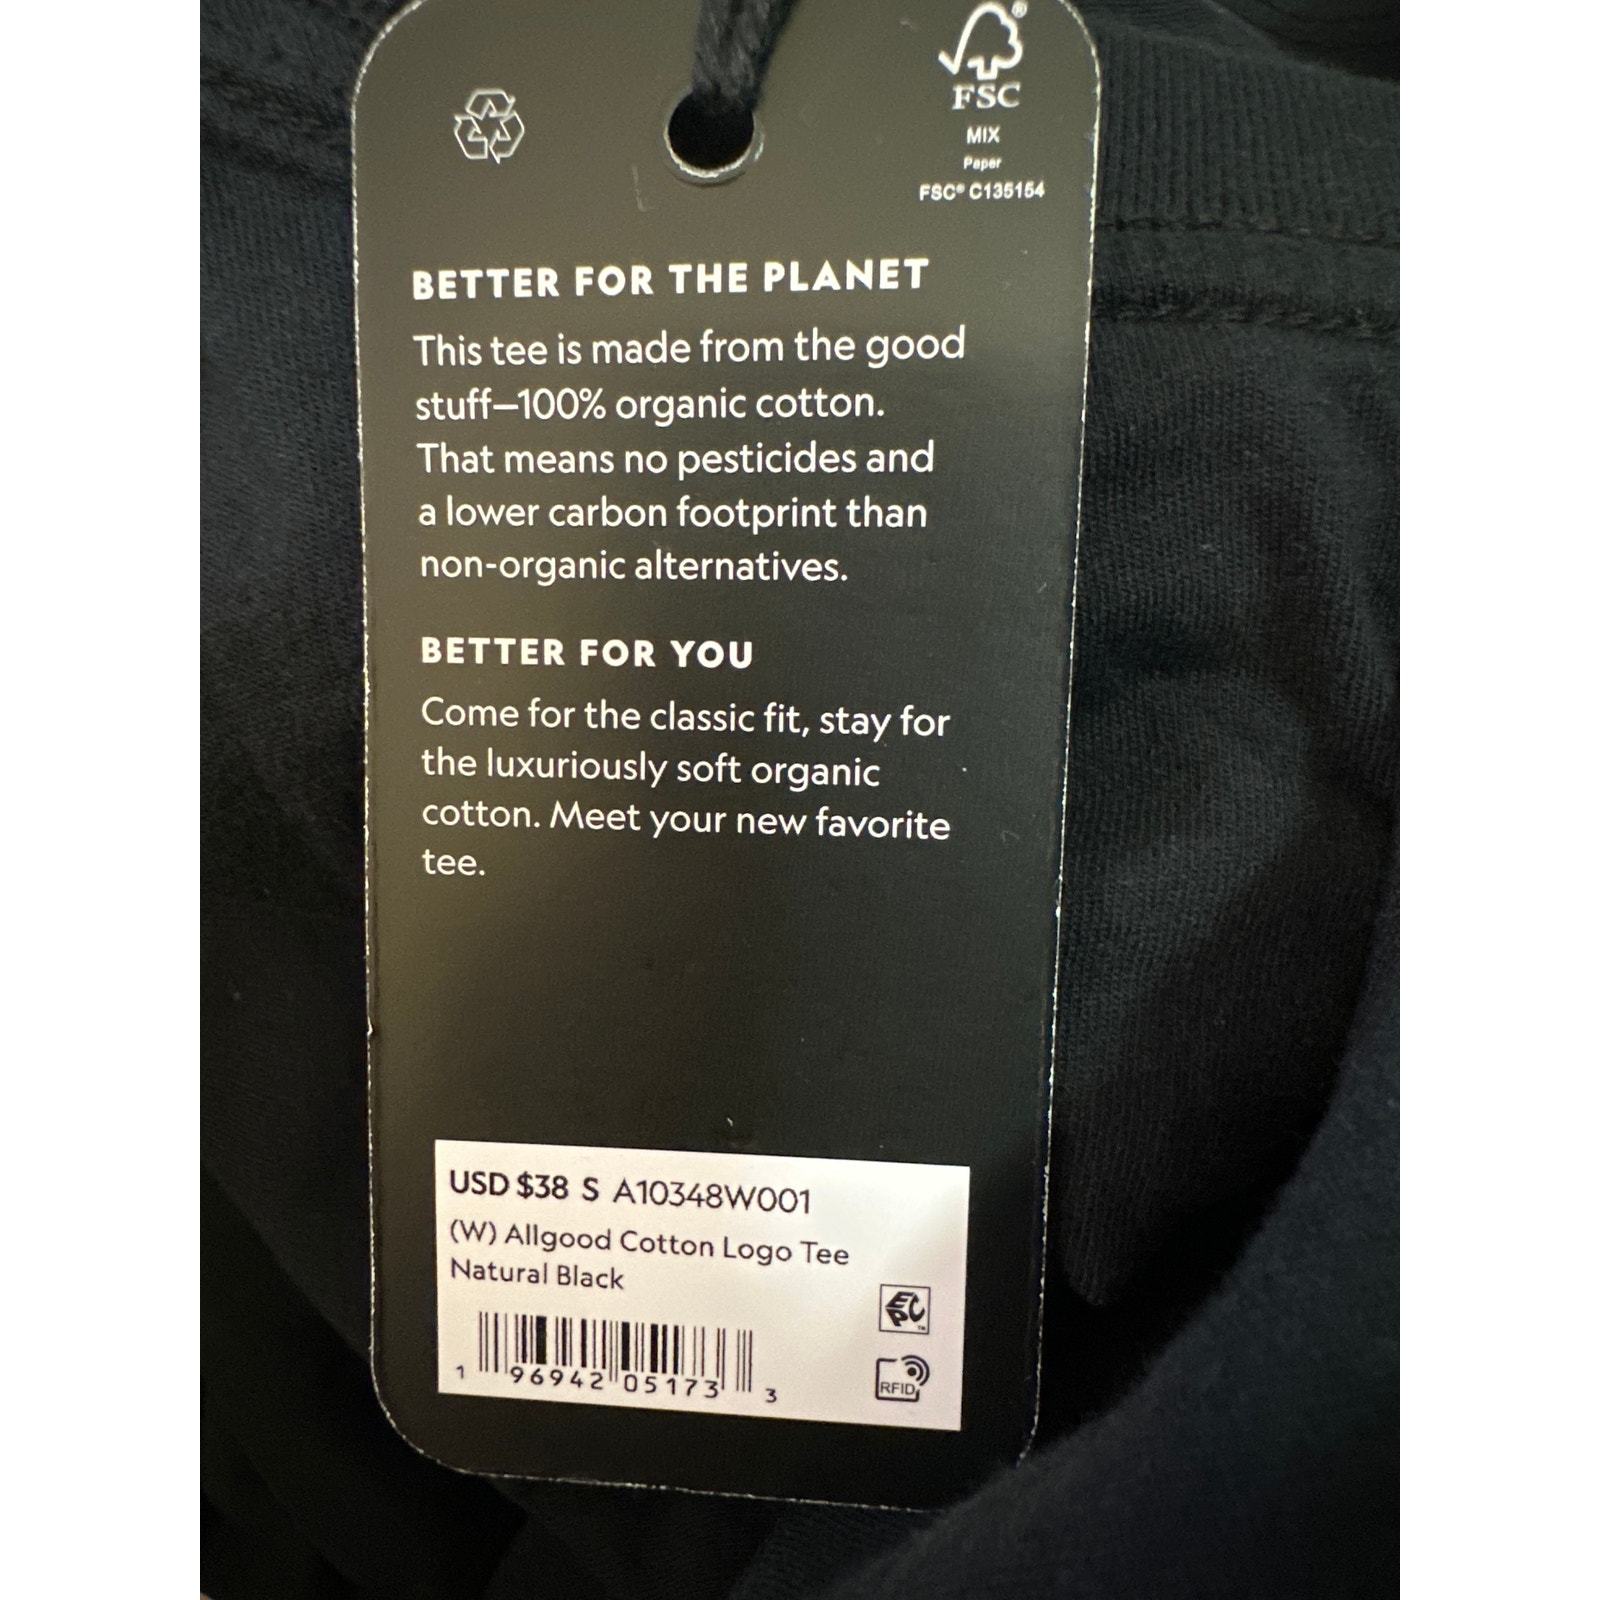 FSC®
MIX
Paper
FSC® C135154
BETTER FOR THE PLANET
This tee is made from the good
stuff–100% organic cotton.
That means no pesticides and
a lower carbon footprint than
non-organic alternatives.
BETTER FOR YOU
Come for the classic fit, stay for
the luxuriously soft organic
cotton. Meet your new favorite
tee.
USD $38 S A10348W001
(W) Allgood Cotton Logo Tee
Natural Black
EPC™
1 96942 05173 3
RFID